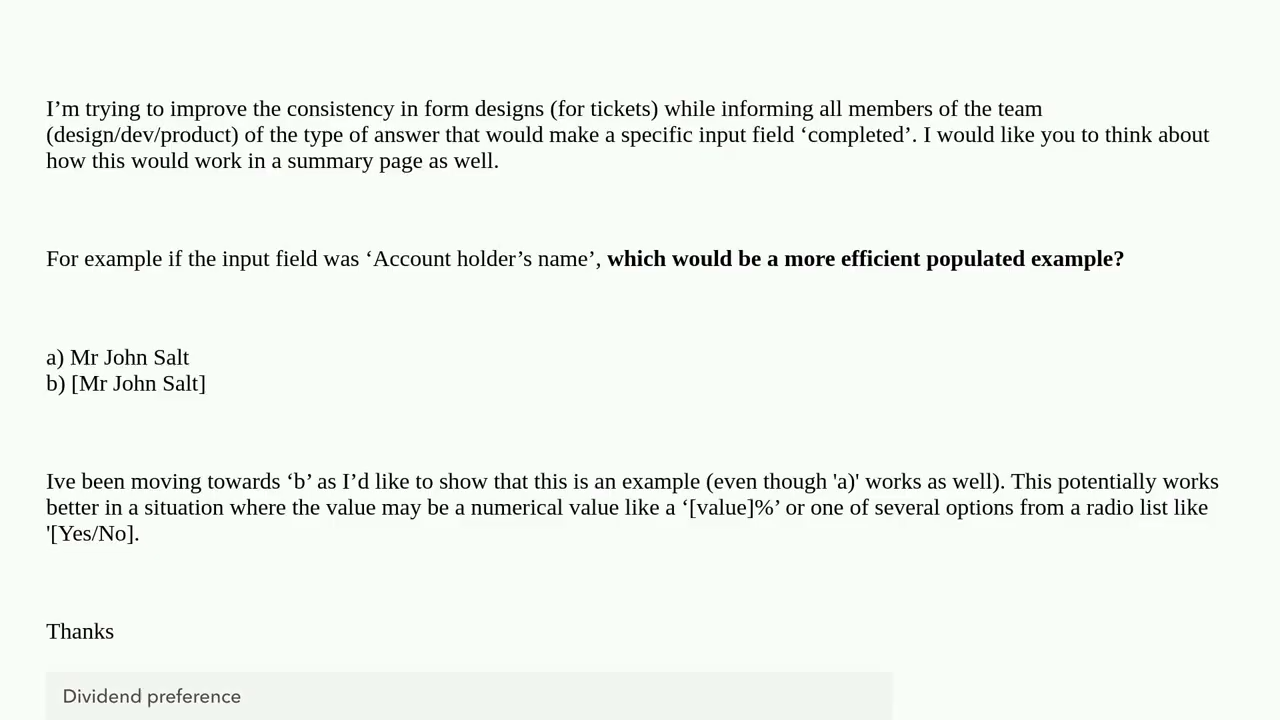 I’m trying to improve the consistency in form designs (for tickets) while informing all members of the team
(design/dev/product) of the type of answer that would make a specific input field ‘completed’. I would like you to think about
how this would work in a summary page as well.
For example if the input field was ‘Account holder’s name’, which would be a more efficient populated example?
a) Mr John Salt
b) [Mr John Salt]
Ive been moving towards ‘b’ as I’d like to show that this is an example (even though 'a)' works as well). This potentially works
better in a situation where the value may be a numerical value like a ‘[value]%’ or one of several options from a radio list like
'[Yes/No].
Thanks
Dividend preference